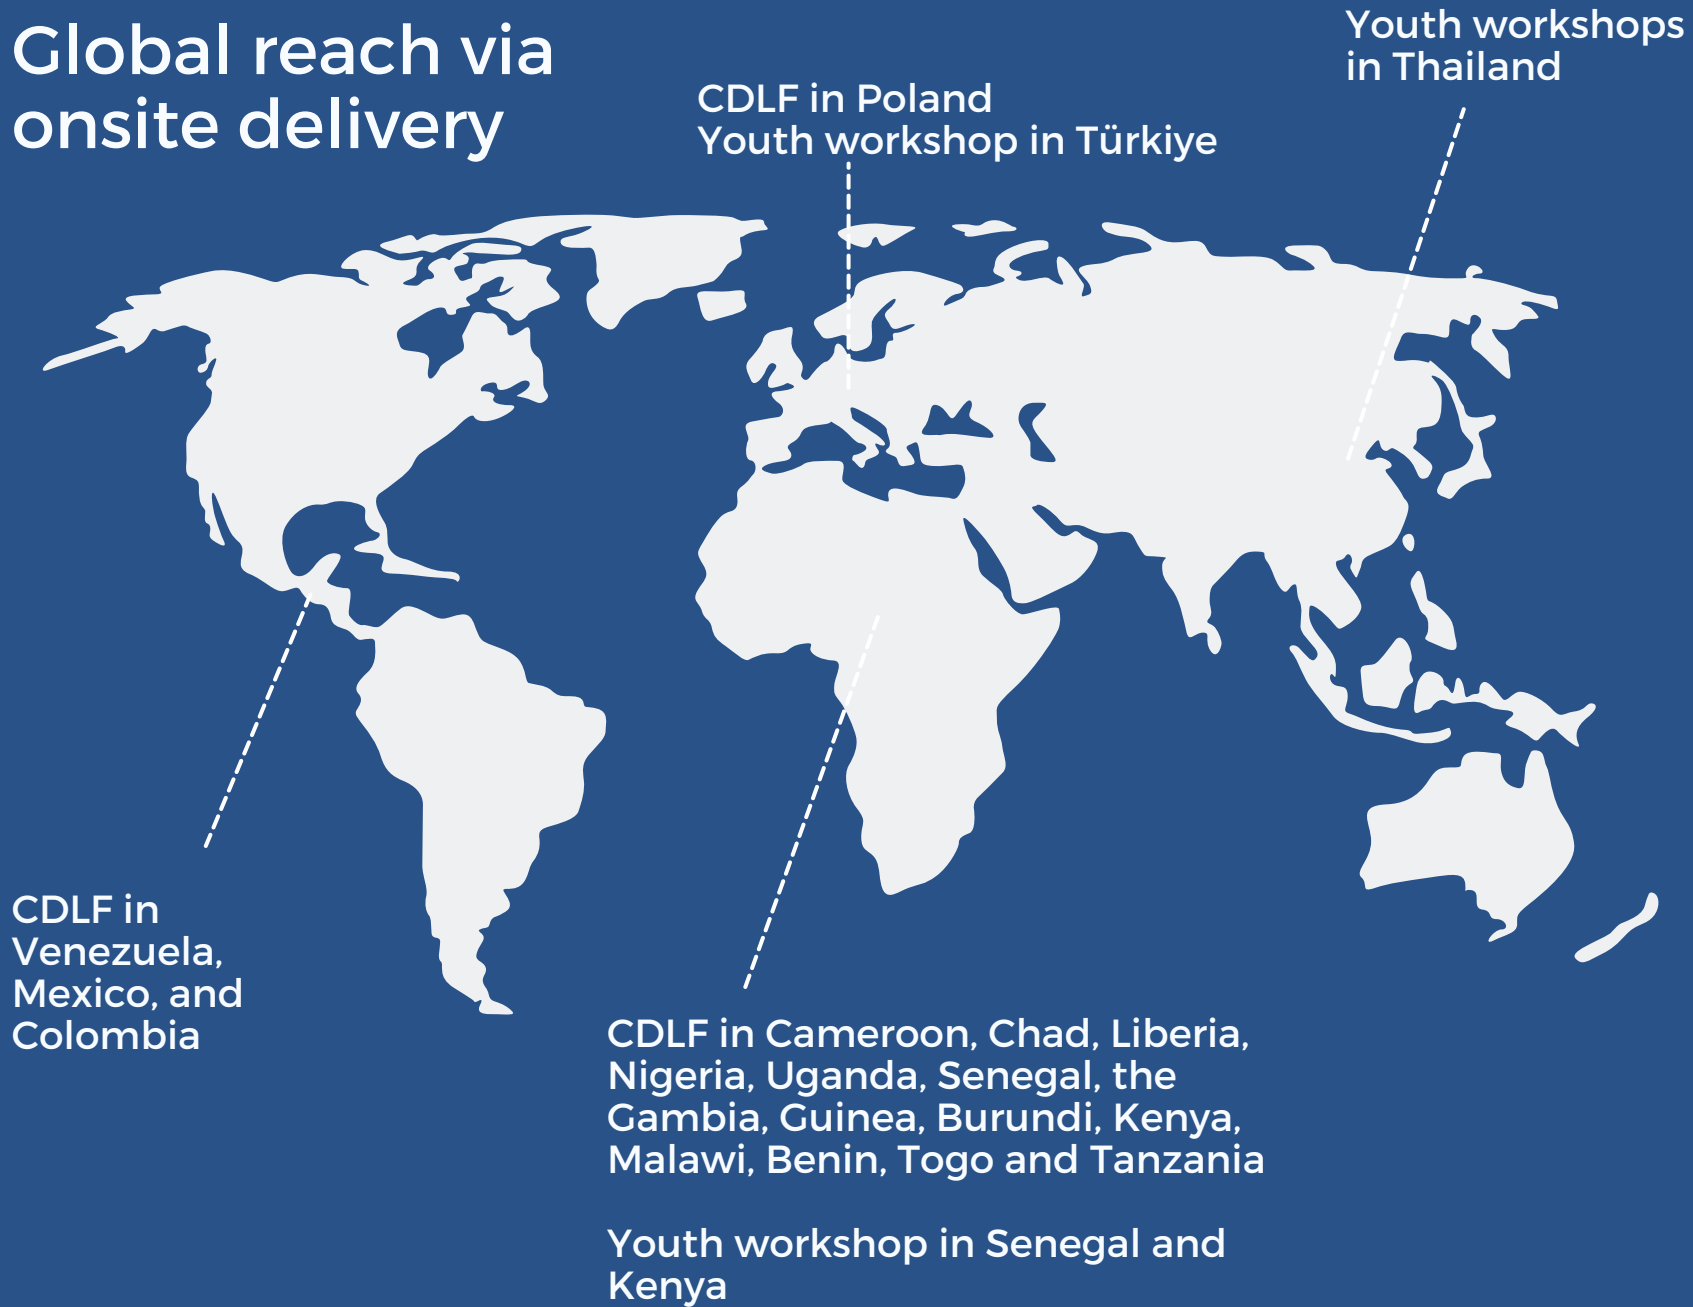 Global reach via
onsite delivery
Youth workshops
in Thailand
CDLF in Poland
Youth workshop in Türkiye
CDLF in
Venezuela,
Mexico, and
Colombia
CDLF in Cameroon, Chad, Liberia,
Nigeria, Uganda, Senegal, the
Gambia, Guinea, Burundi, Kenya,
Malawi, Benin, Togo and Tanzania
Youth workshop in Senegal and
Kenya